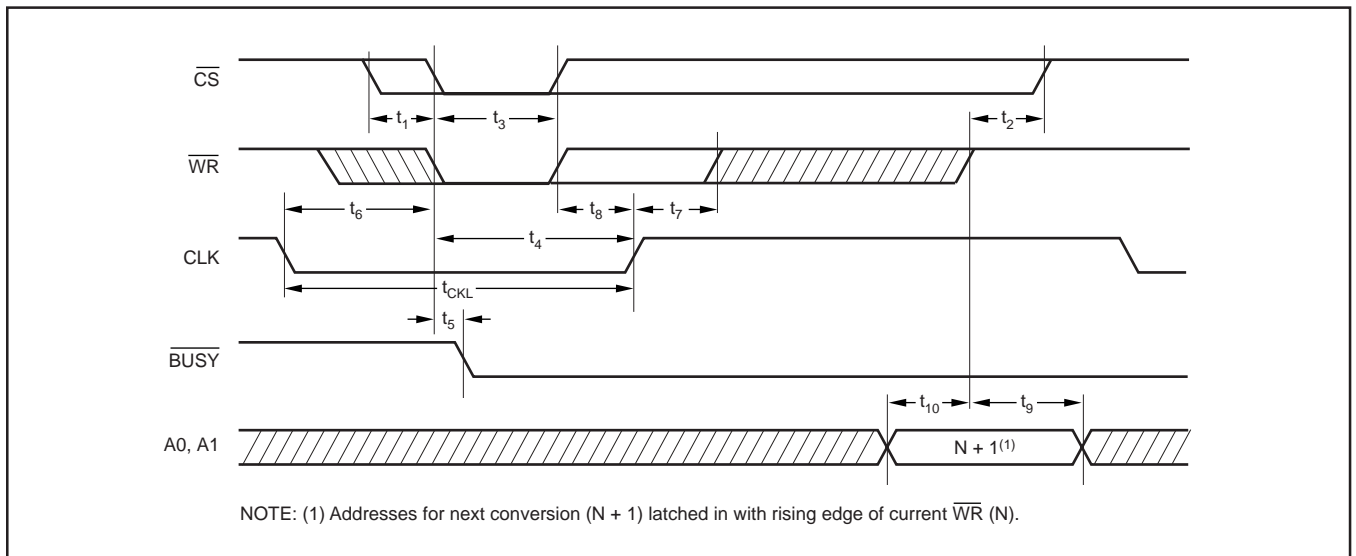 CS
t1 t3 t2
WR
t6 t8 t7
t4
CLK
tCKL
t5
BUSY
t10 t9
A0, A1
N + 1(1)
NOTE: (1) Addresses for next conversion (N + 1) latched in with rising edge of current WR (N).